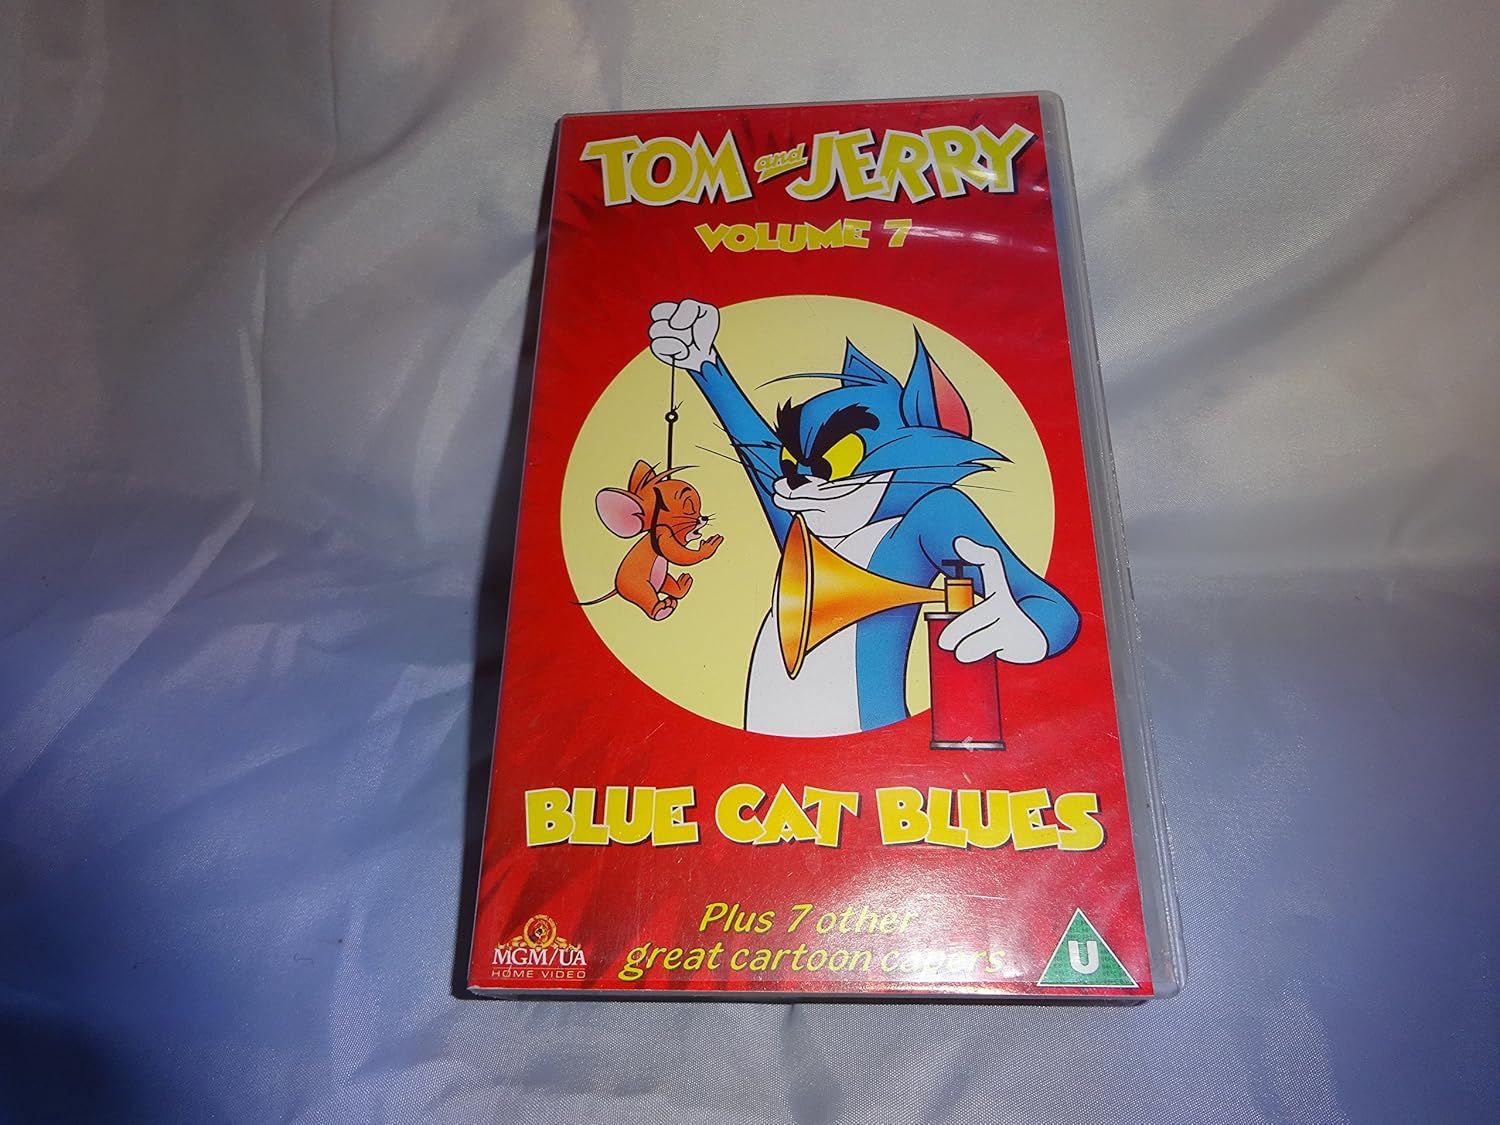 TOM and JERRY
VOLUME 7
BLUE CAT BLUES
Plus 7 other
great cartoon capers
MGM/UA
HOME VIDEO
U